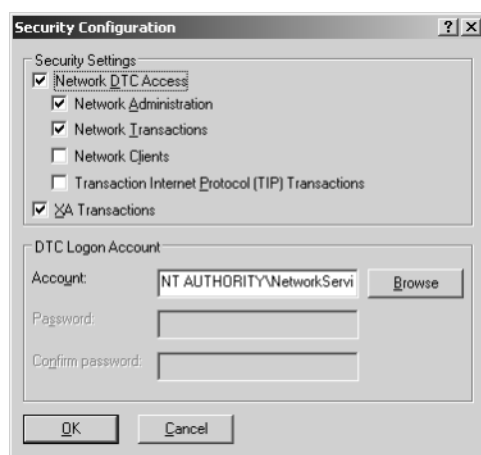 Security Configuration
Security Settings
Network DTC Access
Network Administration
Network Transactions
Network Clients
Transaction Internet Protocol (TIP) Transactions
XA Transactions
DTC Logon Account
Account: NT AUTHORITY\NetworkServi Browse
Password:
Confirm password:
OK Cancel